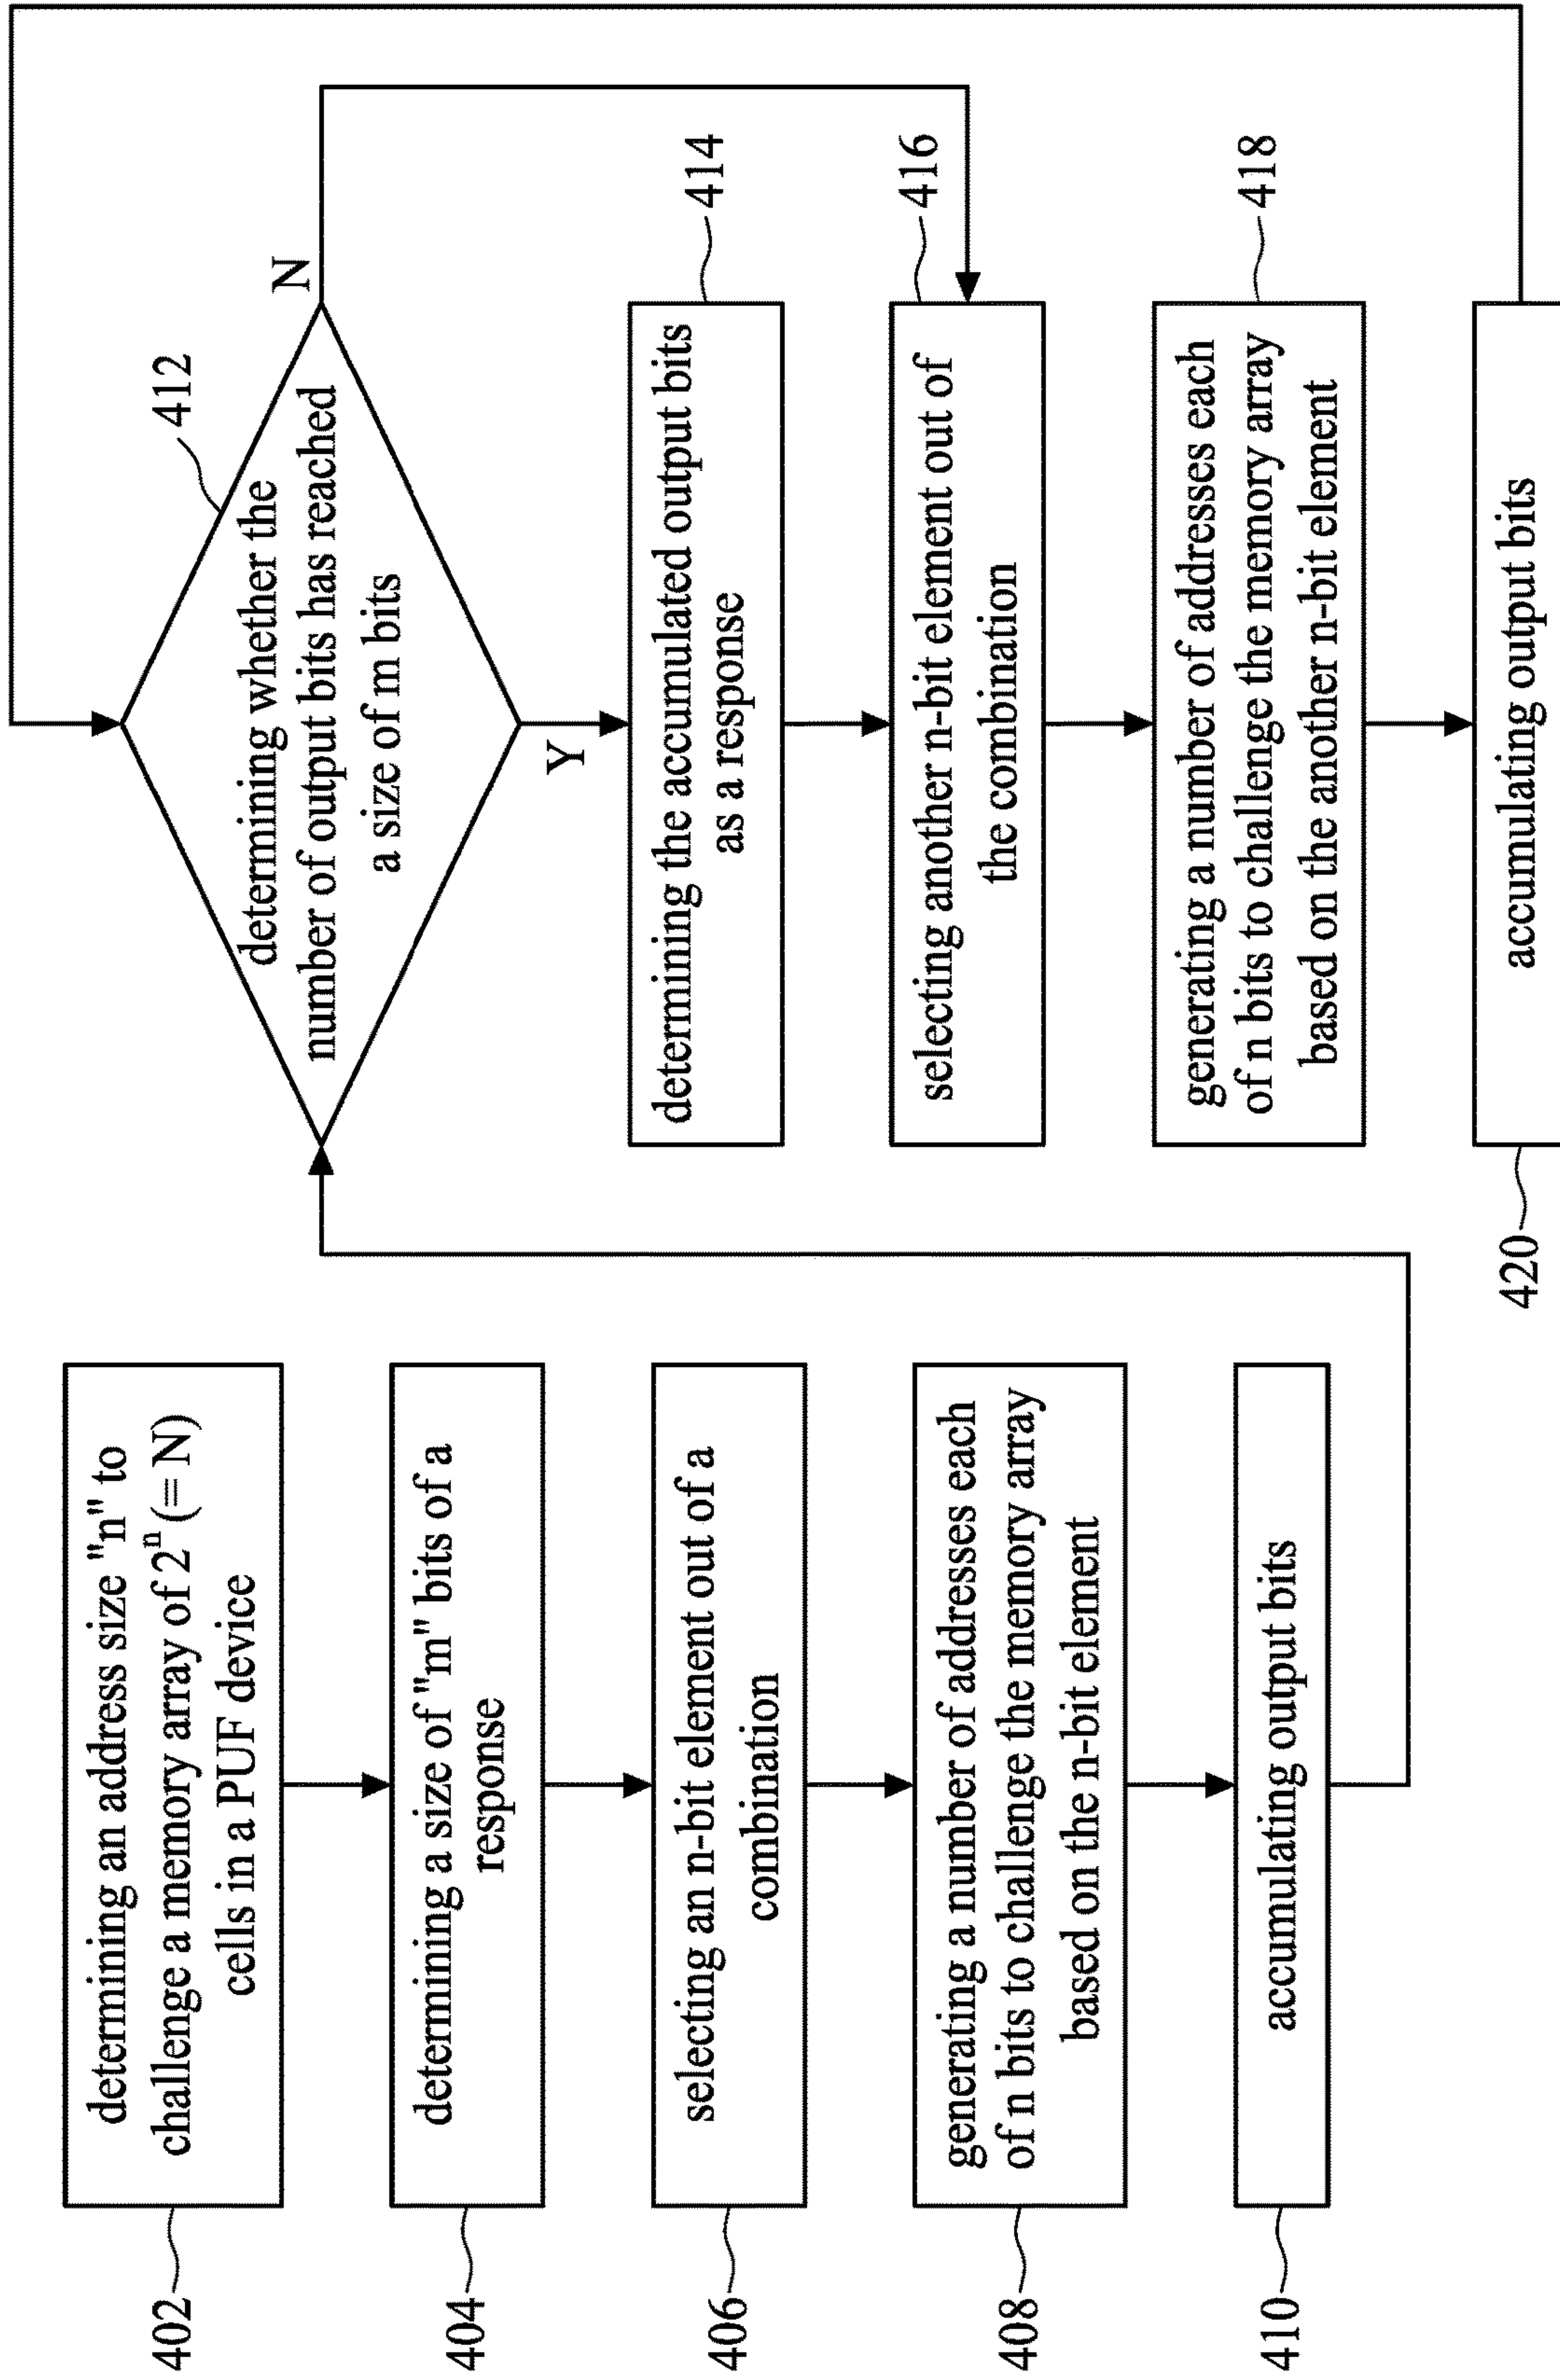 402
determining an address size "n" to
challenge a memory array of 2ⁿ (= N)
cells in a PUF device
404
determining a size of "m" bits of a
response
406
selecting an n-bit element out of a
combination
408
generating a number of addresses each
of n bits to challenge the memory array
based on the n-bit element
410
accumulating output bits
412
determining whether the
number of output bits has reached
a size of m bits
N
Y
414
determining the accumulated output bits
as a response
416
selecting another n-bit element out of
the combination
418
generating a number of addresses each
of n bits to challenge the memory array
based on the another n-bit element
420
accumulating output bits